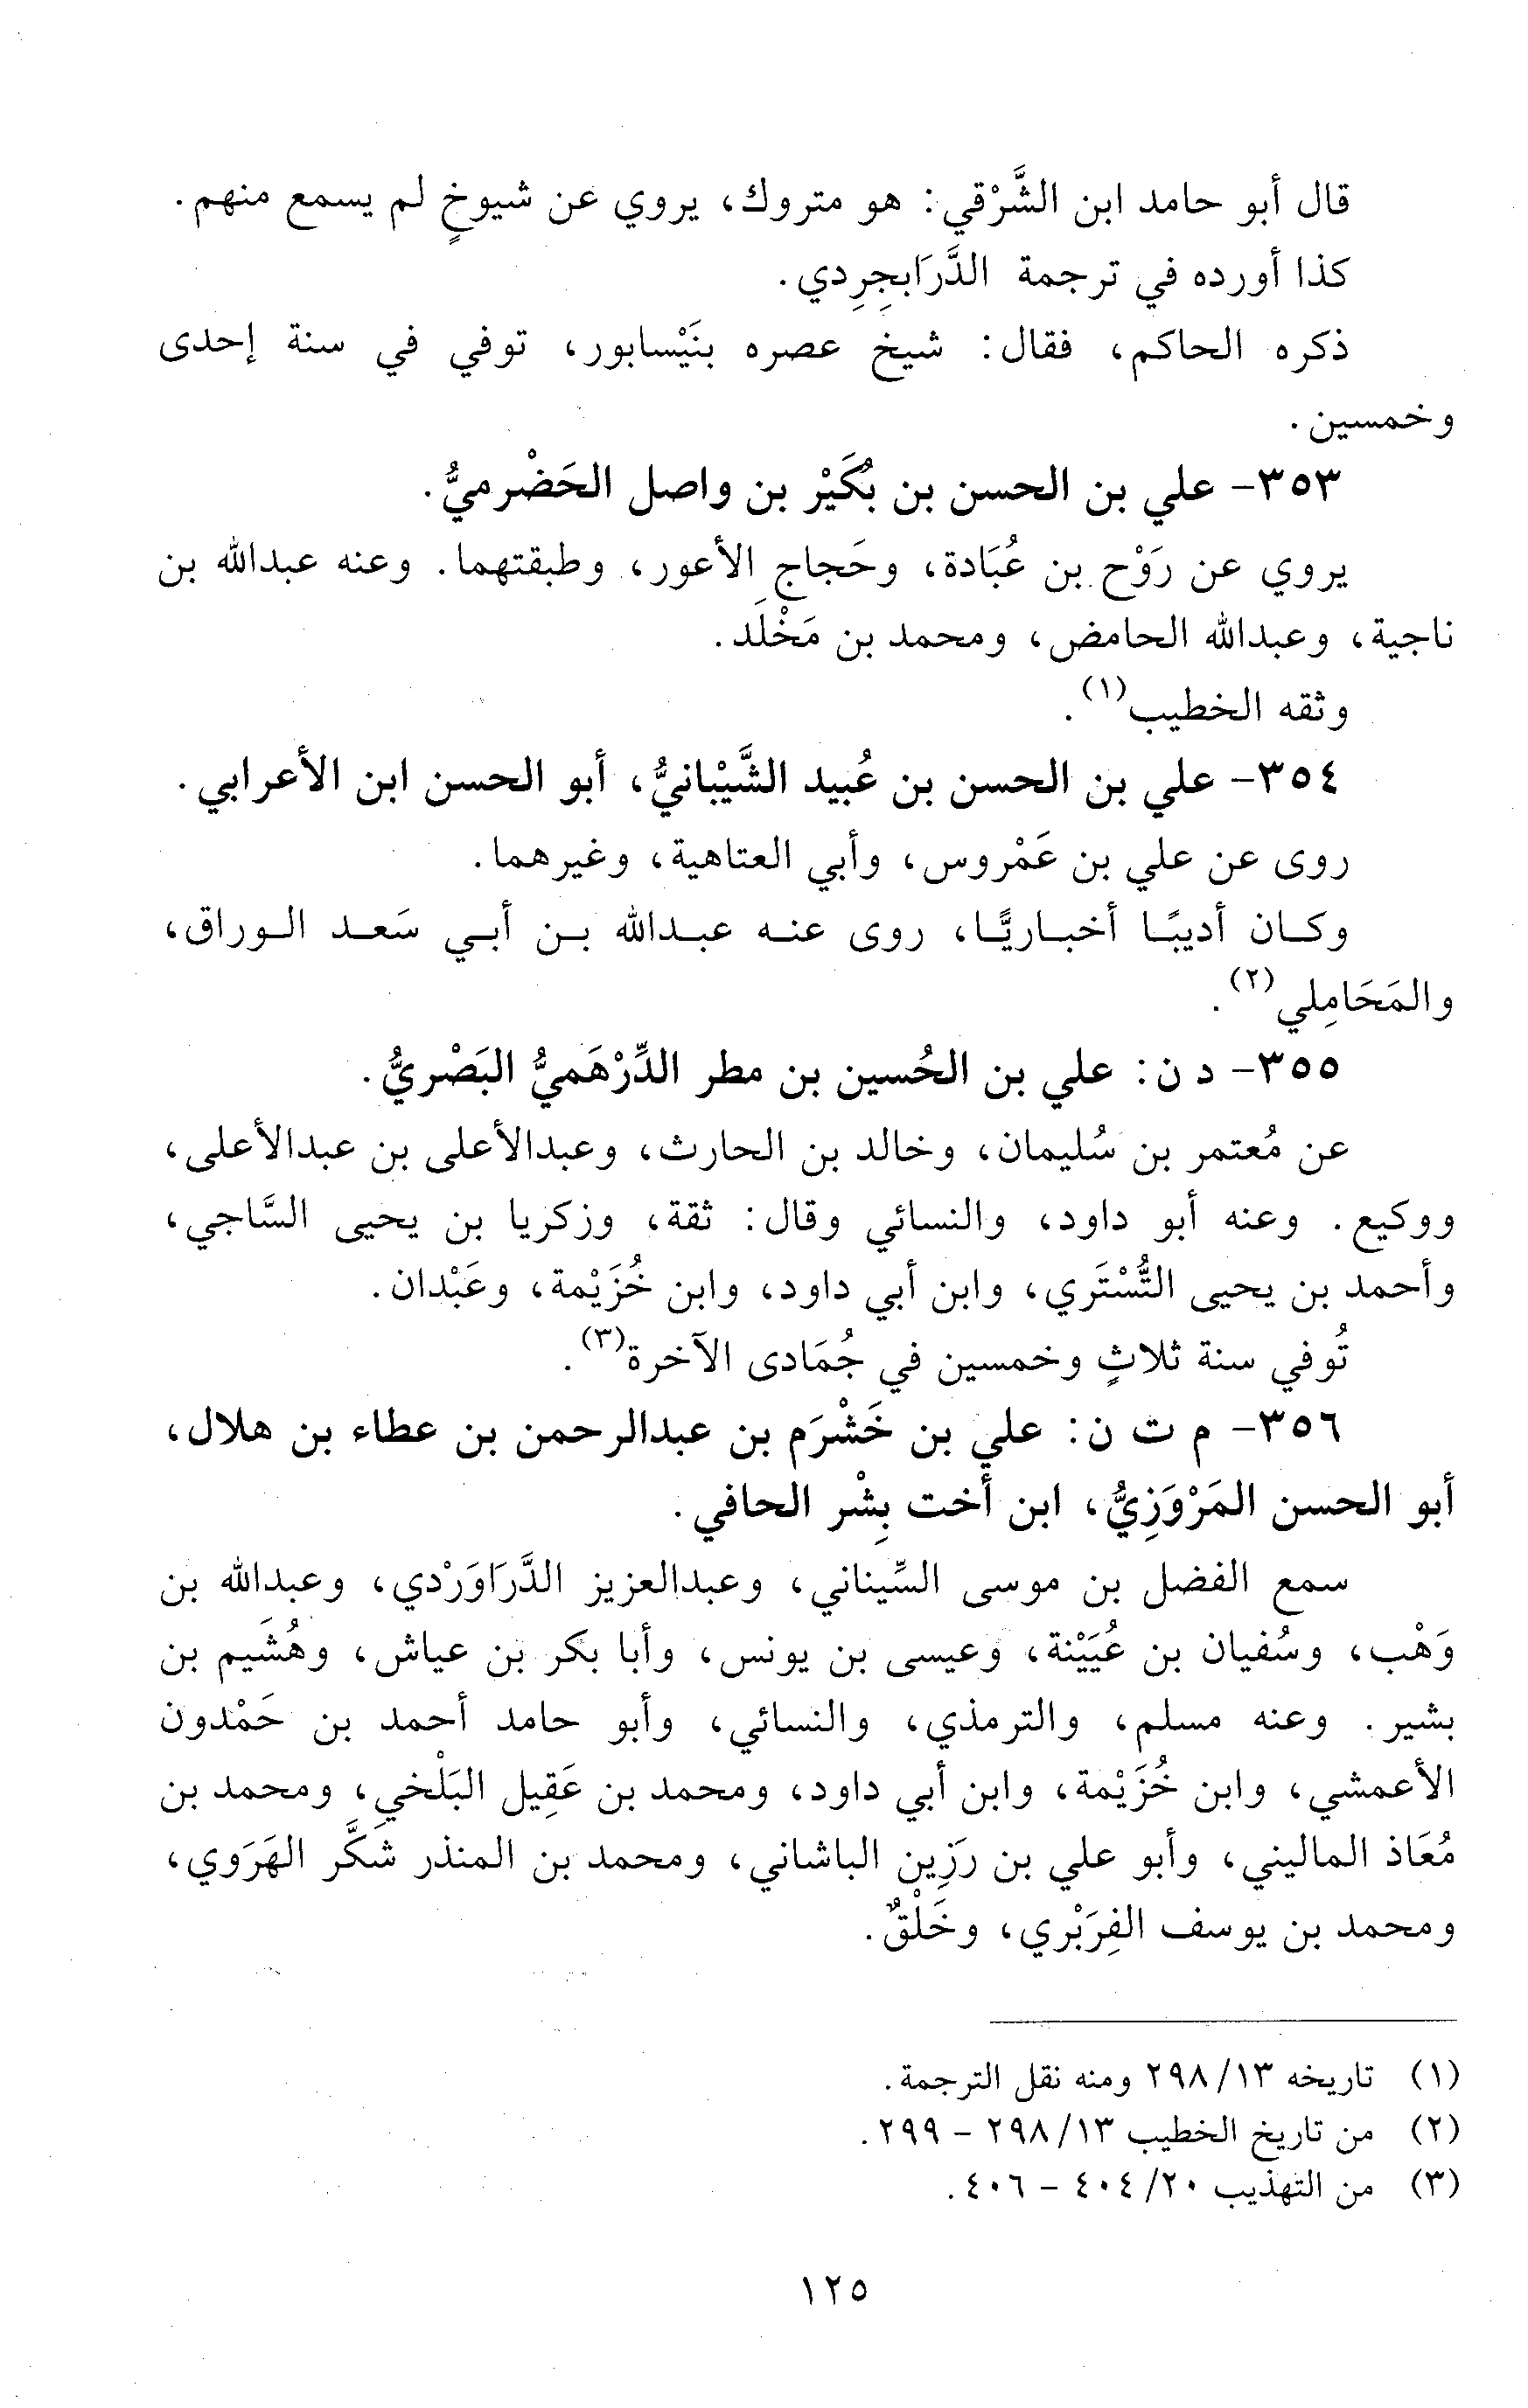 قال أبو حامد ابن الشَّرْقي: هو متروك، يروي عن شيوخٍ لم يسمع منهم.
كذا أورده في ترجمة الدَّرَابجِردي.
ذكره الحاكم، فقال: شيخ عصره بنَيْسابور، توفي في سنة إحدى
وخمسين.
٣٥٣- علي بن الحسن بن بُكَيْر بن واصل الحَضْرميُّ.
يروي عن رَوْح بن عُبَادة، وحَجاج الأعور، وطبقتهما. وعنه عبدالله بن
ناجية، وعبدالله الحامض، ومحمد بن مَخْلَد.
وثقه الخطيب(١).
٣٥٤- علي بن الحسن بن عُبيد الشَّيْبانيُّ، أبو الحسن ابن الأعرابي.
روى عن علي بن عَمْروس، وأبي العتاهية، وغيرهما.
وكان أديبًا أخباريًّا، روى عنه عبدالله بن أبي سَعد الوراق،
والمَحَامِلي(٢).
٣٥٥- د ن: علي بن الحُسين بن مطر الدِّرْهَميُّ البَصْريُّ.
عن مُعتمر بن سُليمان، وخالد بن الحارث، وعبدالأعلى بن عبدالأعلى،
ووكيع. وعنه أبو داود، والنسائي وقال: ثقة، وزكريا بن يحيى السَّاجي،
وأحمد بن يحيى التُّسْتَري، وابن أبي داود، وابن خُزَيْمة، وعَبْدان.
تُوفي سنة ثلاثٍ وخمسين في جُمَادى الآخرة(٣).
٣٥٦- م ت ن: علي بن خَشْرَم بن عبدالرحمن بن عطاء بن هلال،
أبو الحسن المَرْوَزِيُّ، ابن أخت بِشْر الحافي.
سمع الفضل بن موسى السِّيناني، وعبدالعزيز الدَّرَاوَرْدي، وعبدالله بن
وَهْب، وسُفيان بن عُيَيْنة، وعيسى بن يونس، وأبا بكر بن عياش، وهُشَيم بن
بشير. وعنه مسلم، والترمذي، والنسائي، وأبو حامد أحمد بن حَمْدون
الأعمشي، وابن خُزَيْمة، وابن أبي داود، ومحمد بن عَقِيل البَلْخي، ومحمد بن
مُعَاذ الماليني، وأبو علي بن رَزِين الباشاني، ومحمد بن المنذر شَكَّر الهَرَوي،
ومحمد بن يوسف الفِرَبْري، وخَلْقٌ.
(١) تاريخه ١٣/ ٢٩٨ ومنه نقل الترجمة.
(٢) من تاريخ الخطيب ١٣/ ٢٩٨ - ٢٩٩.
(٣) من التهذيب ٢٠/ ٤٠٤ - ٤٠٦.
١٢٥